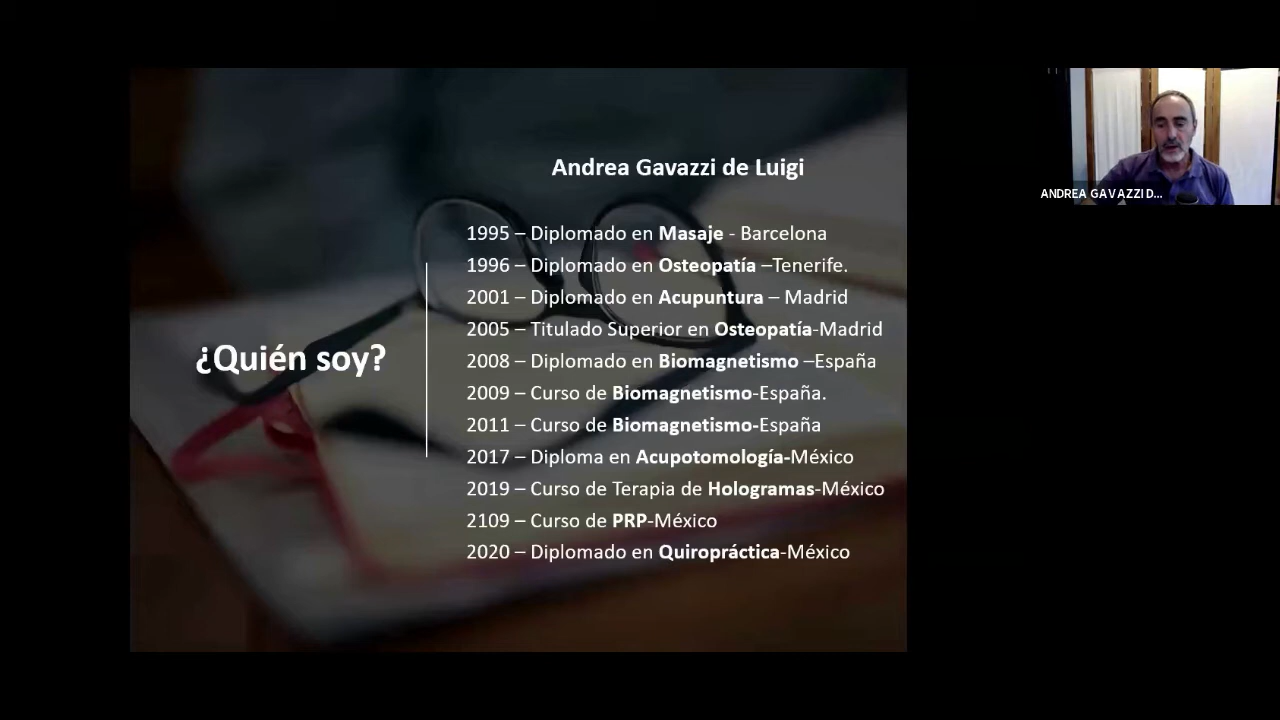 Andrea Gavazzi de Luigi
¿Quién soy?
1995 – Diplomado en Masaje - Barcelona
1996 – Diplomado en Osteopatía –Tenerife.
2001 – Diplomado en Acupuntura – Madrid
2005 – Titulado Superior en Osteopatía-Madrid
2008 – Diplomado en Biomagnetismo –España
2009 – Curso de Biomagnetismo-España.
2011 – Curso de Biomagnetismo-España
2017 – Diploma en Acupotomología-México
2019 – Curso de Terapia de Hologramas-México
2109 – Curso de PRP-México
2020 – Diplomado en Quiropráctica-México
ANDREA GAVAZZI D...